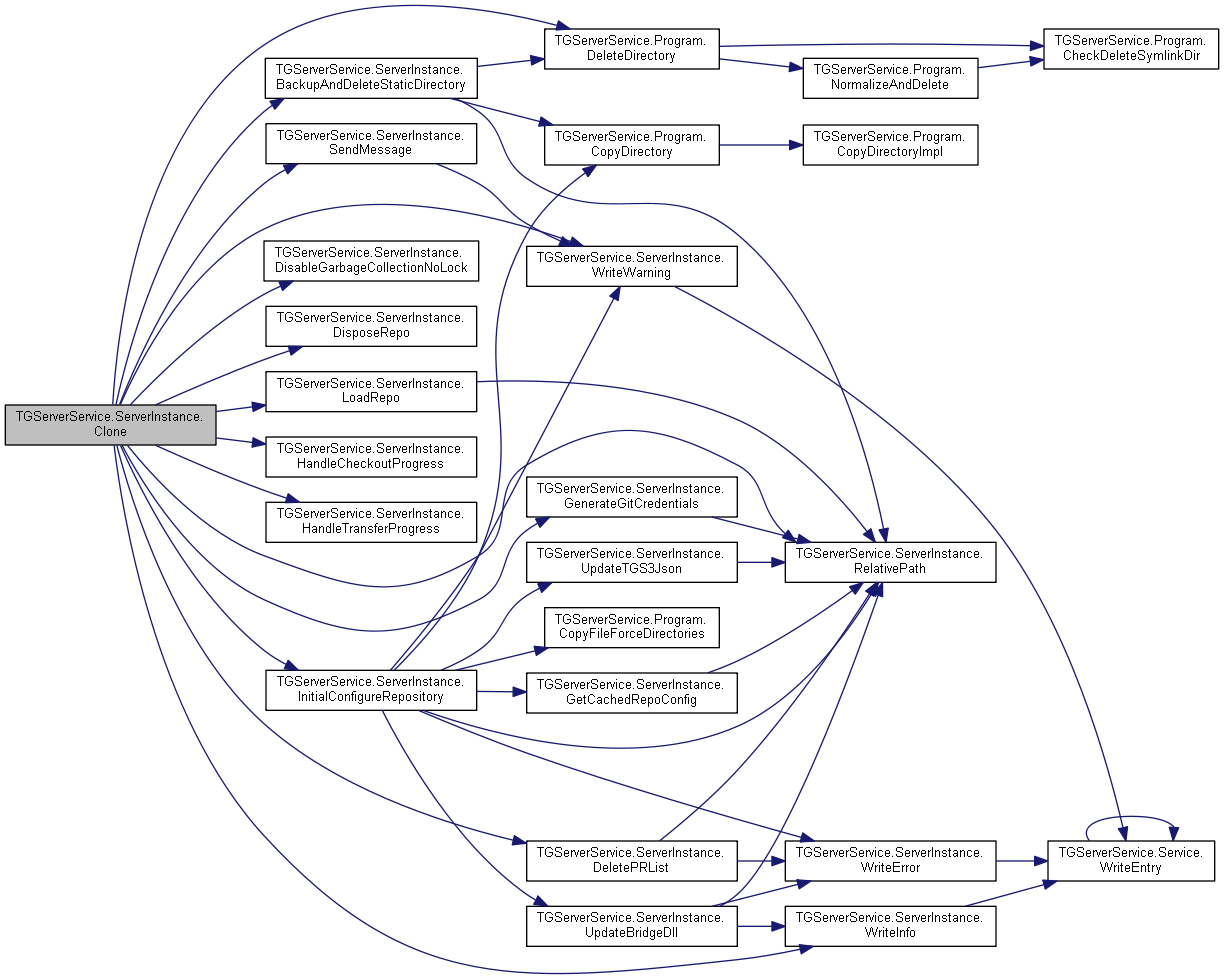 TGServerService.Program.
DeleteDirectory
TGServerService.Program.
CheckDeleteSymlinkDir
TGServerService.ServerInstance.
BackupAndDeleteStaticDirectory
TGServerService.Program.
NormalizeAndDelete
TGServerService.ServerInstance.
SendMessage
TGServerService.Program.
CopyDirectory
TGServerService.Program.
CopyDirectoryImpl
TGServerService.ServerInstance.
DisableGarbageCollectionNoLock
TGServerService.ServerInstance.
WriteWarning
TGServerService.ServerInstance.
DisposeRepo
TGServerService.ServerInstance.
LoadRepo
TGServerService.ServerInstance.
Clone
TGServerService.ServerInstance.
HandleCheckoutProgress
TGServerService.ServerInstance.
GenerateGitCredentials
TGServerService.ServerInstance.
HandleTransferProgress
TGServerService.ServerInstance.
UpdateTGS3Json
TGServerService.ServerInstance.
RelativePath
TGServerService.Program.
CopyFileForceDirectories
TGServerService.ServerInstance.
InitialConfigureRepository
TGServerService.ServerInstance.
GetCachedRepoConfig
TGServerService.ServerInstance.
DeletePRList
TGServerService.ServerInstance.
WriteError
TGServerService.Service.
WriteEntry
TGServerService.ServerInstance.
UpdateBridgeDll
TGServerService.ServerInstance.
WriteInfo